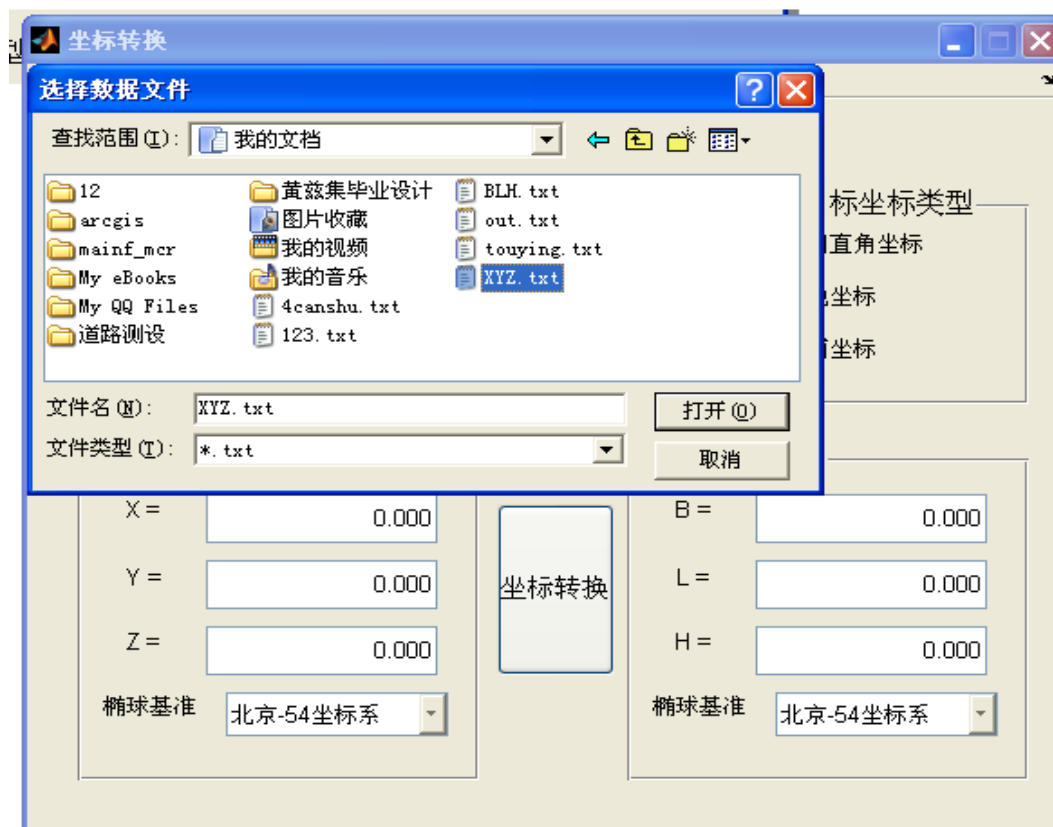 坐标转换
选择数据文件
查找范围(I): 我的文档
12 黄兹集毕业设计 BLH.txt
arcgis 图片收藏 out.txt
mainf_mcr 我的视频 touying.txt
My eBooks 我的音乐 XYZ.txt
My QQ Files 4canshu.txt
道路测设 123.txt
文件名(N): XYZ.txt 打开(O)
文件类型(T): *.txt 取消
标坐标类型
直角坐标
坐标
坐标
X = 0.000 B = 0.000
Y = 0.000 坐标转换 L = 0.000
Z = 0.000 H = 0.000
椭球基准 北京-54坐标系 椭球基准 北京-54坐标系